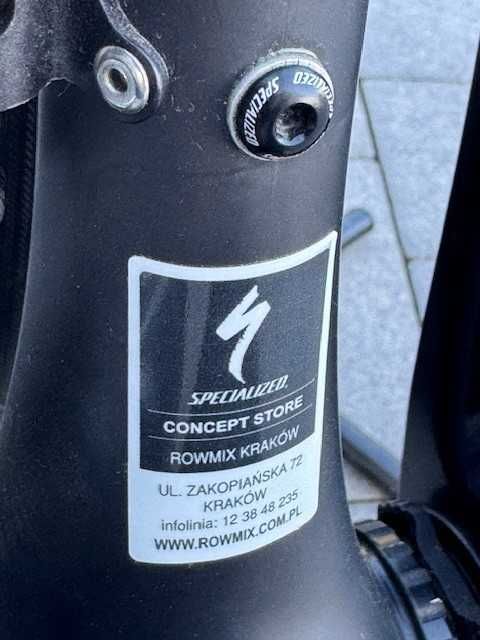 SPECIALIZED
SPECIALIZED
SPECIALIZED
CONCEPT STORE
ROWMIX KRAKÓW
UL. ZAKOPIAŃSKA 72
KRAKÓW
infolinia: 12 38 48 235
WWW.ROWMIX.COM.PL